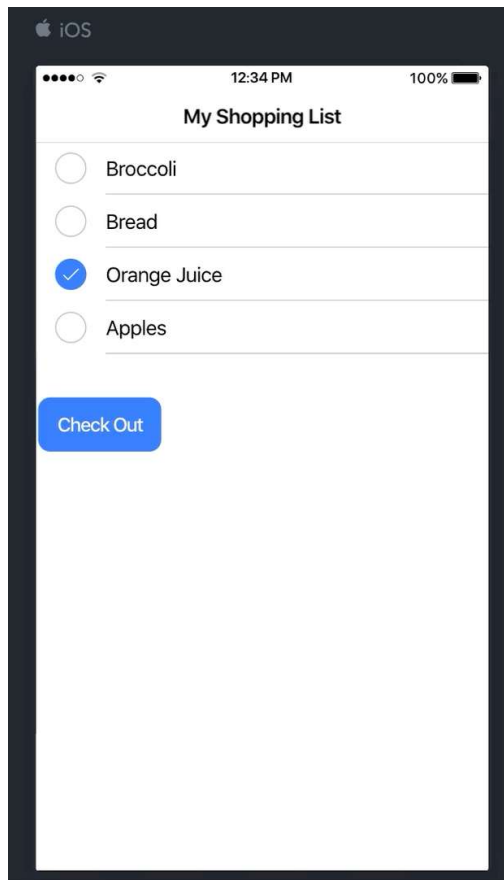 iOS
12:34 PM 100%
My Shopping List
Broccoli
Bread
Orange Juice
Apples
Check Out